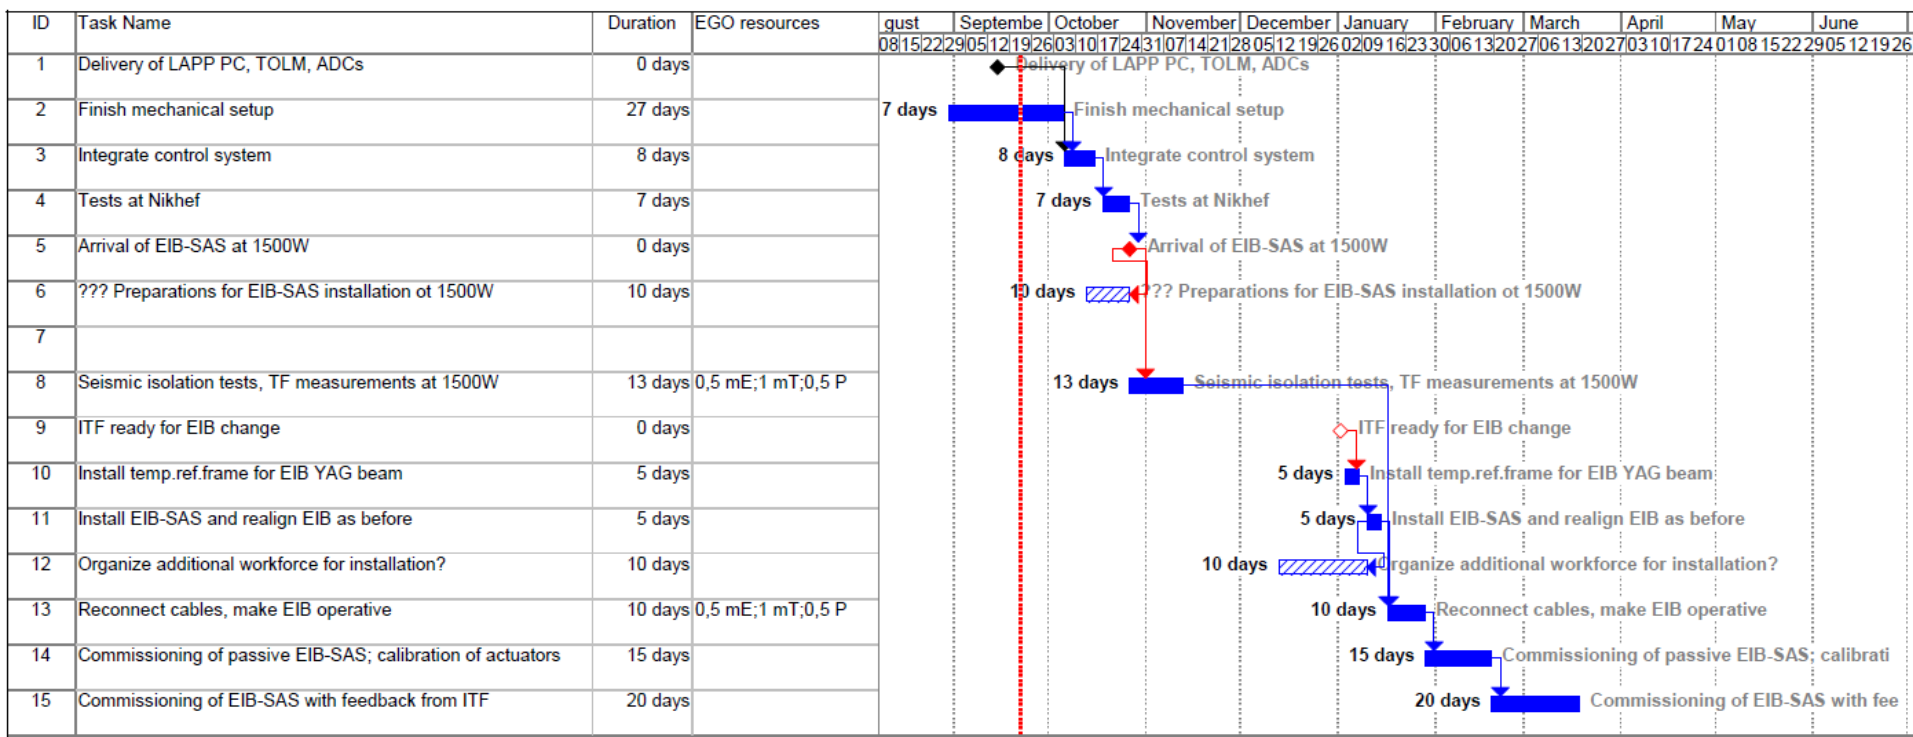 ID Task Name Duration EGO resources gust Septembe October November December January February March April May June
08 15 22 29 05 12 19 26 03 10 17 24 31 07 14 21 28 05 12 19 26 02 09 16 23 30 06 13 20 27 06 13 20 27 03 10 17 24 01 08 15 22 29 05 12 19 26
1 Delivery of LAPP PC, TOLM, ADCs 0 days Delivery of LAPP PC, TOLM, ADCs
2 Finish mechanical setup 27 days 7 days Finish mechanical setup
3 Integrate control system 8 days 8 days Integrate control system
4 Tests at Nikhef 7 days 7 days Tests at Nikhef
5 Arrival of EIB-SAS at 1500W 0 days Arrival of EIB-SAS at 1500W
6 ??? Preparations for EIB-SAS installation ot 1500W 10 days 10 days ??? Preparations for EIB-SAS installation ot 1500W
7
8 Seismic isolation tests, TF measurements at 1500W 13 days 0,5 mE;1 mT;0,5 P 13 days Seismic isolation tests, TF measurements at 1500W
9 ITF ready for EIB change 0 days ITF ready for EIB change
10 Install temp.ref.frame for EIB YAG beam 5 days 5 days Install temp.ref.frame for EIB YAG beam
11 Install EIB-SAS and realign EIB as before 5 days 5 days Install EIB-SAS and realign EIB as before
12 Organize additional workforce for installation? 10 days 10 days Organize additional workforce for installation?
13 Reconnect cables, make EIB operative 10 days 0,5 mE;1 mT;0,5 P 10 days Reconnect cables, make EIB operative
14 Commissioning of passive EIB-SAS; calibration of actuators 15 days 15 days Commissioning of passive EIB-SAS; calibrati
15 Commissioning of EIB-SAS with feedback from ITF 20 days 20 days Commissioning of EIB-SAS with fee